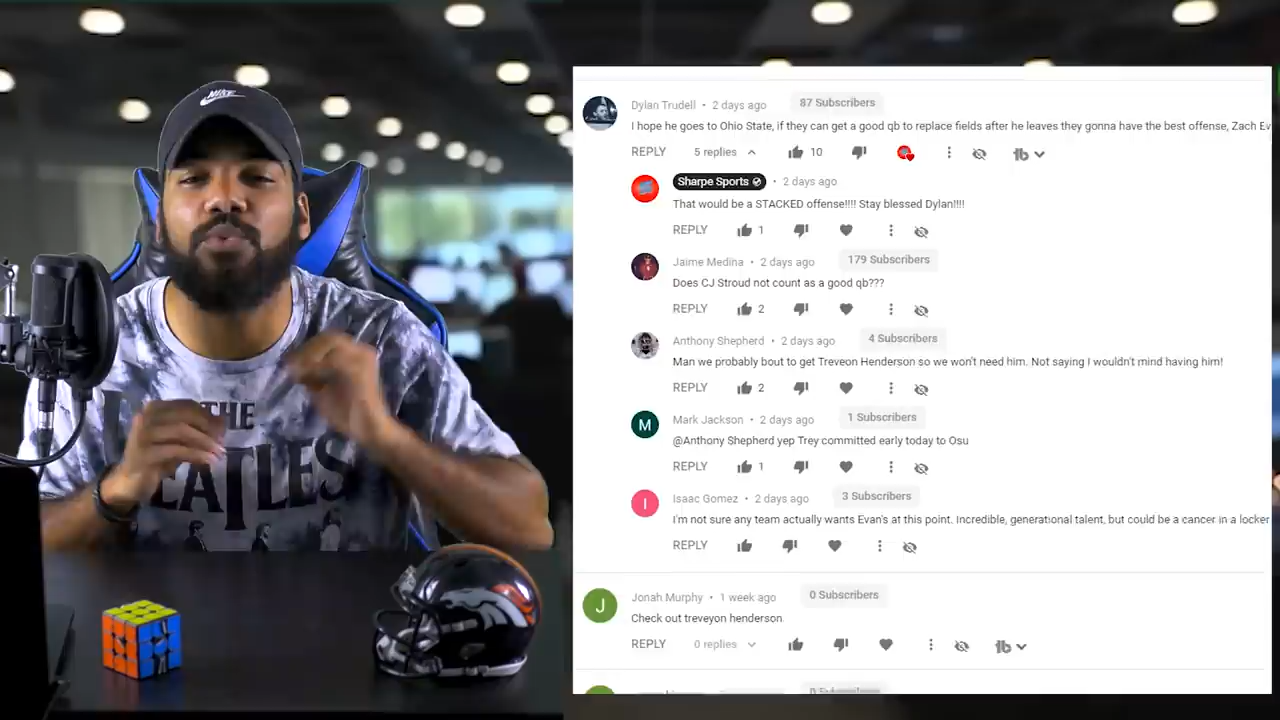 NIKE
THE
BEATLES
Dylan Trudell • 2 days ago 87 Subscribers
I hope he goes to Ohio State, if they can get a good qb to replace fields after he leaves they gonna have the best offense, Zach Ev
REPLY 5 replies 10
Sharpe Sports • 2 days ago
That would be a STACKED offense!!!! Stay blessed Dylan!!!!
REPLY 1
Jaime Medina • 2 days ago 179 Subscribers
Does CJ Stroud not count as a good qb???
REPLY 2
Anthony Shepherd • 2 days ago 4 Subscribers
Man we probably bout to get Treveon Henderson so we won't need him. Not saying I wouldn't mind having him!
REPLY 2
M
Mark Jackson • 2 days ago 1 Subscribers
@Anthony Shepherd yep Trey committed early today to Osu
REPLY 1
I
Isaac Gomez • 2 days ago 3 Subscribers
I'm not sure any team actually wants Evan's at this point. Incredible, generational talent, but could be a cancer in a locker
REPLY
J
Jonah Murphy • 1 week ago 0 Subscribers
Check out treveyon henderson.
REPLY 0 replies